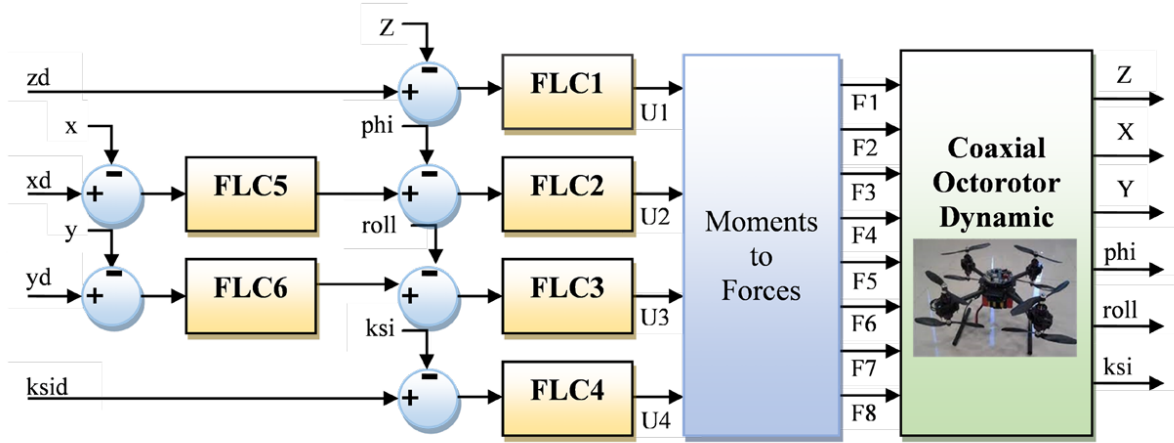 Z
zd
+
-
FLC1
U1
x
phi
xd
+
-
FLC5
+
-
FLC2
U2
y
roll
yd
+
-
FLC6
+
-
FLC3
U3
ksi
ksid
+
-
FLC4
U4
Moments
to
Forces
F1
F2
F3
F4
F5
F6
F7
F8
Coaxial
Octorotor
Dynamic
Z
X
Y
phi
roll
ksi